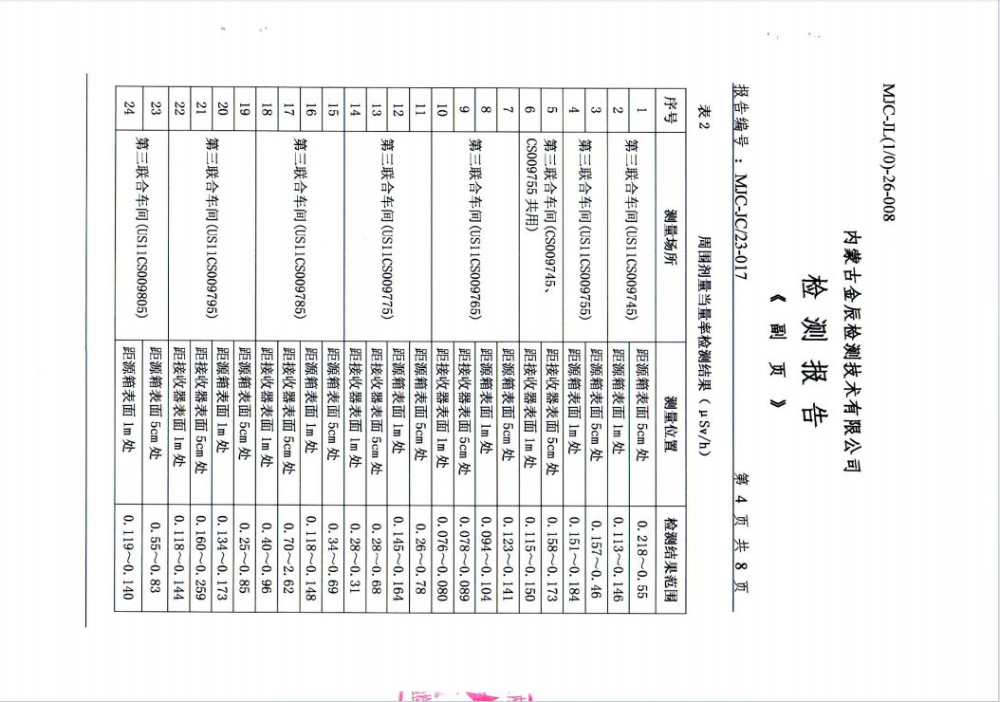 MJC-JL(1/0)-26-008
内蒙古金辰检测技术有限公司
检 测 报 告
《 副 页 》
报告编号：MJC-JC/23-017 第 4 页 共 8 页
表 2 周围剂量当量率检测结果（μSv/h）
序号 测量场所 测量位置 检测结果范围
1 第三联合车间(US11CS009745) 距源箱表面 5cm 处 0.218～0.55
2 距源箱表面 1m 处 0.113～0.146
3 第三联合车间(US11CS009755) 距源箱表面 5cm 处 0.157～0.46
4 距源箱表面 1m 处 0.151～0.184
5 第三联合车间(CS009745、 距接收器表面 5cm 处 0.158～0.173
6 CS009755 共用) 距接收器表面 1m 处 0.115～0.150
7 第三联合车间(US11CS009765) 距源箱表面 5cm 处 0.123～0.141
8 距源箱表面 1m 处 0.094～0.104
9 距接收器表面 5cm 处 0.078～0.089
10 距接收器表面 1m 处 0.076～0.080
11 第三联合车间(US11CS009775) 距源箱表面 5cm 处 0.26～0.78
12 距源箱表面 1m 处 0.145～0.164
13 距接收器表面 5cm 处 0.28～0.68
14 距接收器表面 1m 处 0.28～0.31
15 第三联合车间(US11CS009785) 距源箱表面 5cm 处 0.34～0.69
16 距源箱表面 1m 处 0.118～0.148
17 距接收器表面 5cm 处 0.70～2.62
18 距接收器表面 1m 处 0.40～0.96
19 第三联合车间(US11CS009795) 距源箱表面 5cm 处 0.25～0.85
20 距源箱表面 1m 处 0.134～0.173
21 距接收器表面 5cm 处 0.160～0.259
22 距接收器表面 1m 处 0.118～0.144
23 第三联合车间(US11CS009805) 距源箱表面 5cm 处 0.55～0.83
24 距源箱表面 1m 处 0.119～0.140